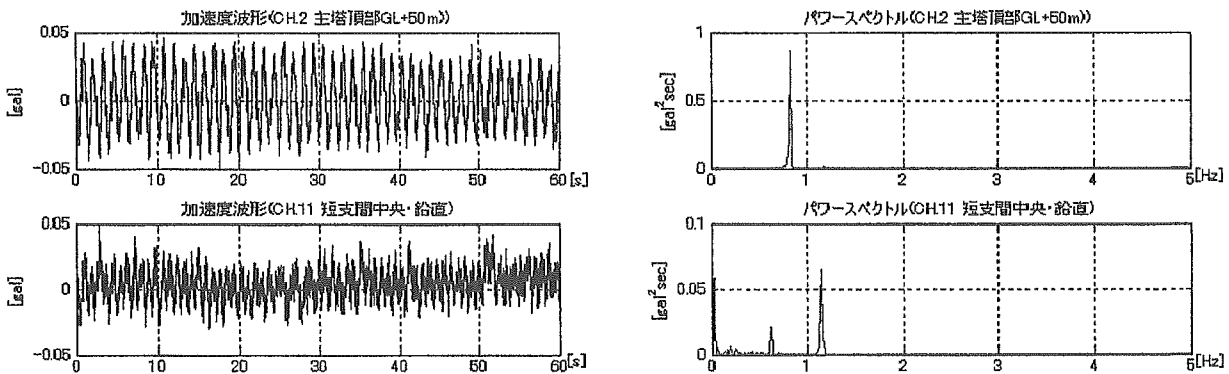 加速度波形(CH.2 主塔頂部GL+50m))
0.05
0
-0.05
[gal]
0 10 20 30 40 50 60[s]
パワースペクトル(CH.2 主塔頂部GL+50m)
1
0.5
0
[gal²sec]
0 1 2 3 4 5[Hz]
加速度波形(CH.11 短支間中央・鉛直)
0.05
0
-0.05
[gal]
0 10 20 30 40 50 60[s]
パワースペクトル(CH.11 短支間中央・鉛直)
0.1
0.05
0
[gal²sec]
0 1 2 3 4 5[Hz]